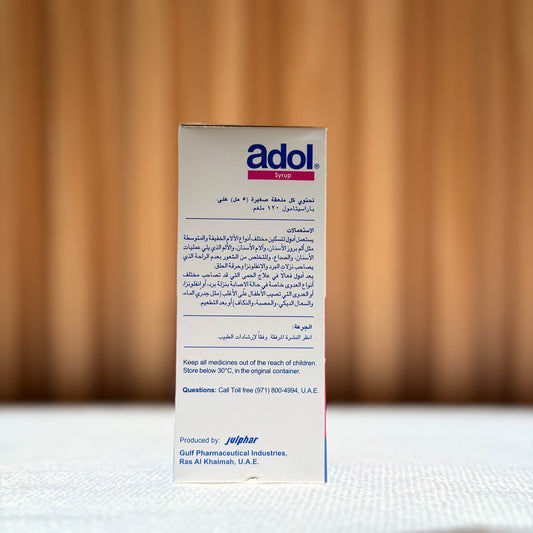 adol®
Syrup
تحتوي كل ملعقة صغيرة (٥ مل) على:
باراسيتامول ١٢٠ ملغم
الاستعمالات
يستعمل أدول لتسكين مختلف أنواع الآلام الخفيفة والمتوسطة
مثل ألم بروز الأسنان، وآلام الأسنان، والألم الذي يلي عمليات
الأسنان، والصداع، وللتخلص من الشعور بعدم الراحة الذي
يصاحب نزلات البرد والإنفلونزا وحرقة الحلق.
يعد أدول فعالا في علاج الحمى التي قد تصاحب مختلف
أنواع العدوى خاصة في حالة الاصابة بنزلة برد، أو انفلونزا،
أو العدوى التي تصيب الأطفال على الأغلب (مثل جدري الماء،
والسعال الديكي، والحصبة، والنكاف) أو بعد التطعيم.
الجرعة:
انظر النشرة المرفقة. وفقاً لإرشادات الطبيب.
Keep all medicines out of the reach of children.
Store below 30°C, in the original container.
Questions: Call Toll free (971) 800-4994, U.A.E.
Produced by: julphar
Gulf Pharmaceutical Industries,
Ras Al Khaimah, U.A.E.